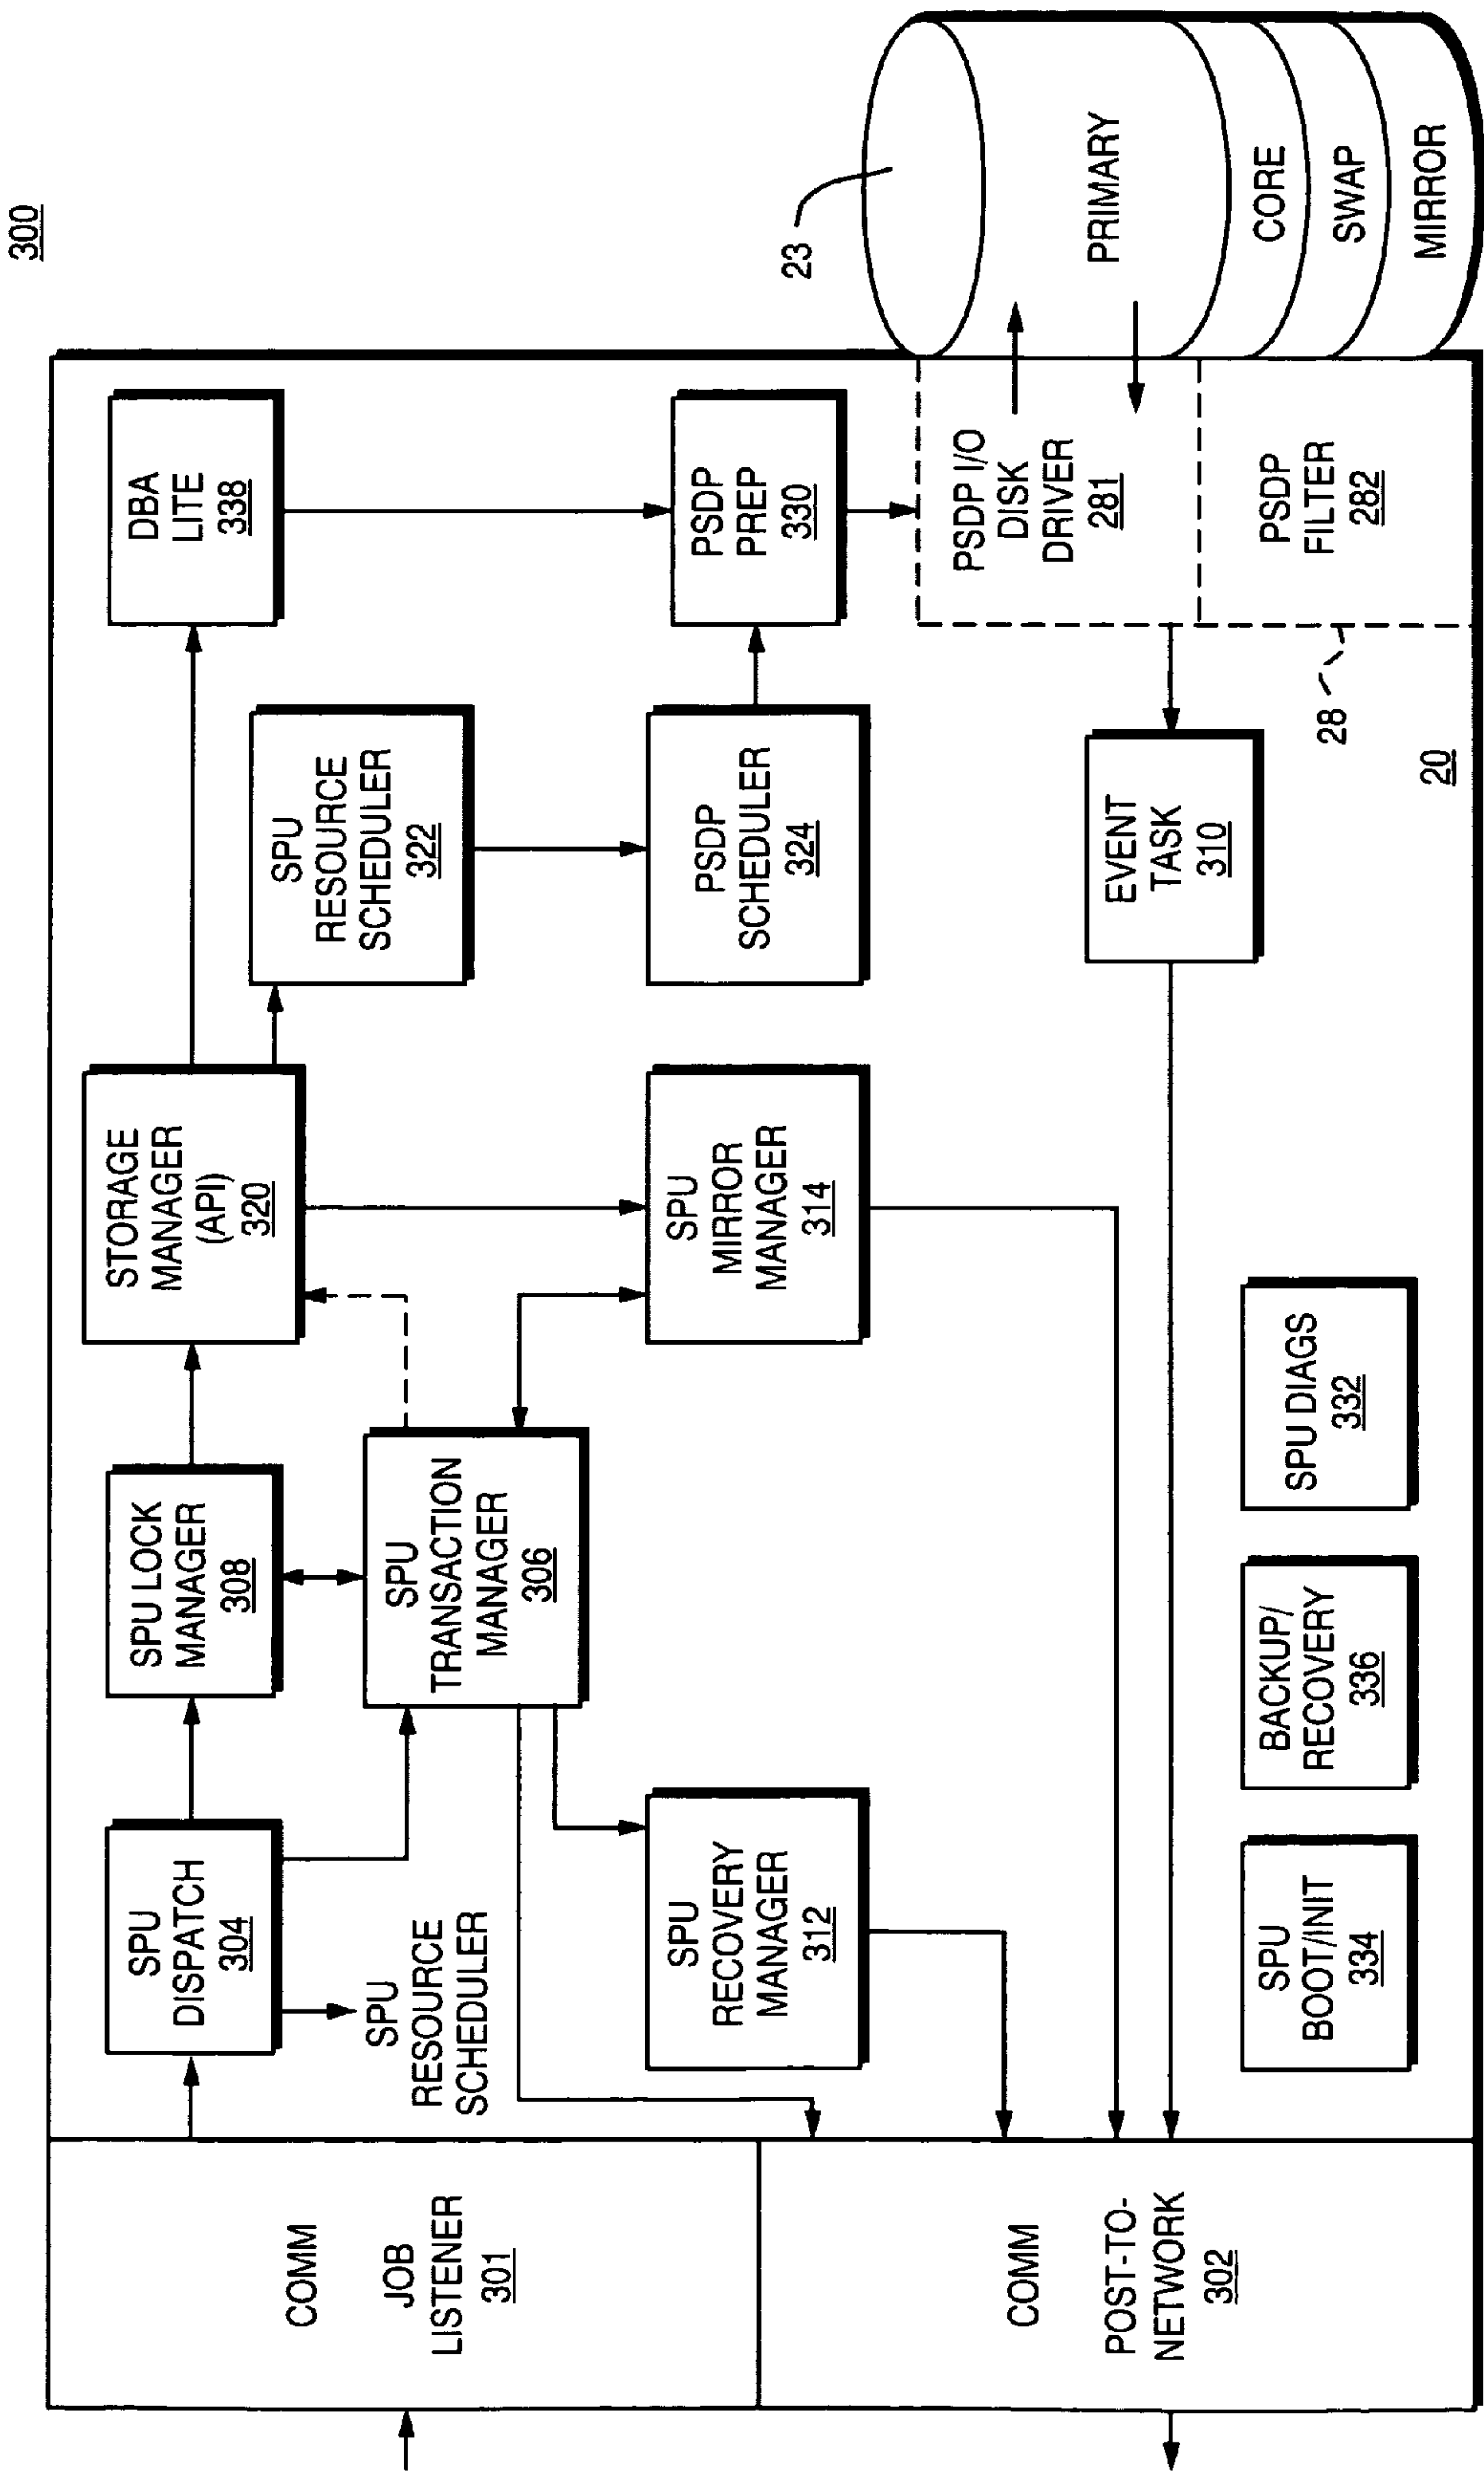 300
COMM
JOB
LISTENER
301
COMM
POST-TO-
NETWORK
302
SPU
DISPATCH
304
SPU
RESOURCE
SCHEDULER
SPU LOCK
MANAGER
308
SPU
TRANSACTION
MANAGER
306
SPU
RECOVERY
MANAGER
312
STORAGE
MANAGER
(API)
320
SPU
MIRROR
MANAGER
314
SPU
RESOURCE
SCHEDULER
322
PSDP
SCHEDULER
324
DBA
LITE
338
PSDP
PREP
330
PSDP I/O
DISK
DRIVER
281
PSDP
FILTER
282
EVENT
TASK
310
SPU
BOOT/INIT
334
BACKUP/
RECOVERY
336
SPU DIAGS
332
28
20
23
PRIMARY
CORE
SWAP
MIRROR